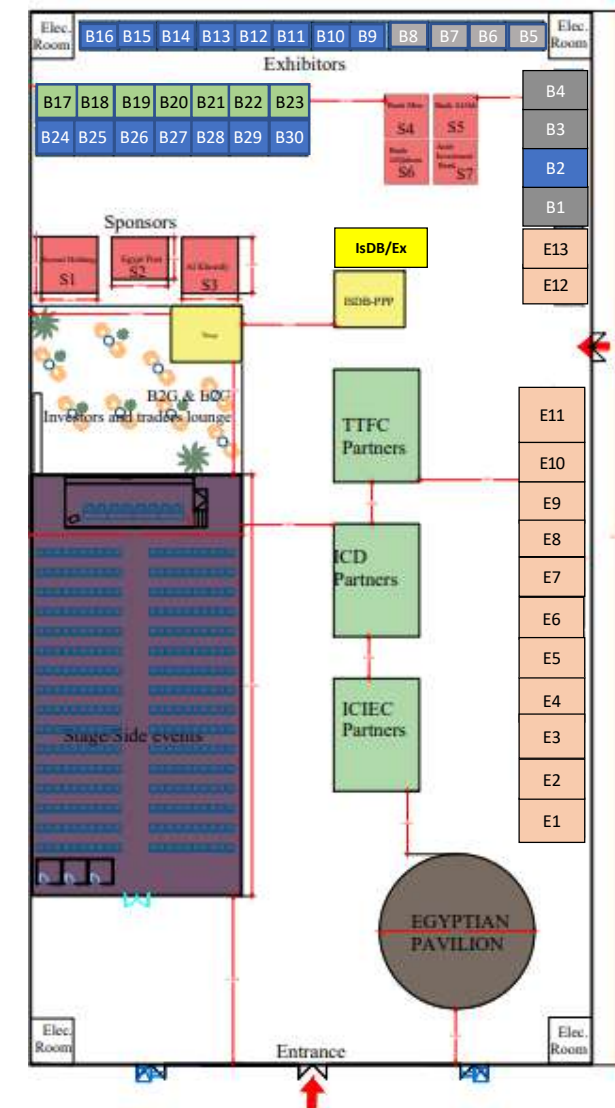 Elec.
Room
B16 B15 B14 B13 B12 B11 B10 B9 B8 B7 B6 B5
Elec.
Room
Exhibitors
B17 B18 B19 B20 B21 B22 B23
B24 B25 B26 B27 B28 B29 B30
S4 S5
S6 S7
B4
B3
B2
B1
E13
E12
Sponsors
S1
Egypt Post
S2
S3
IsDB/Ex
ISDB-PPP
B2G & B2G
Investors and traders lounge
TTFC
Partners
E11
E10
E9
E8
E7
E6
E5
E4
E3
E2
E1
ICD
Partners
ICIEC
Partners
Stage/Side events
EGYPTIAN
PAVILION
Elec.
Room
Entrance
Elec.
Room